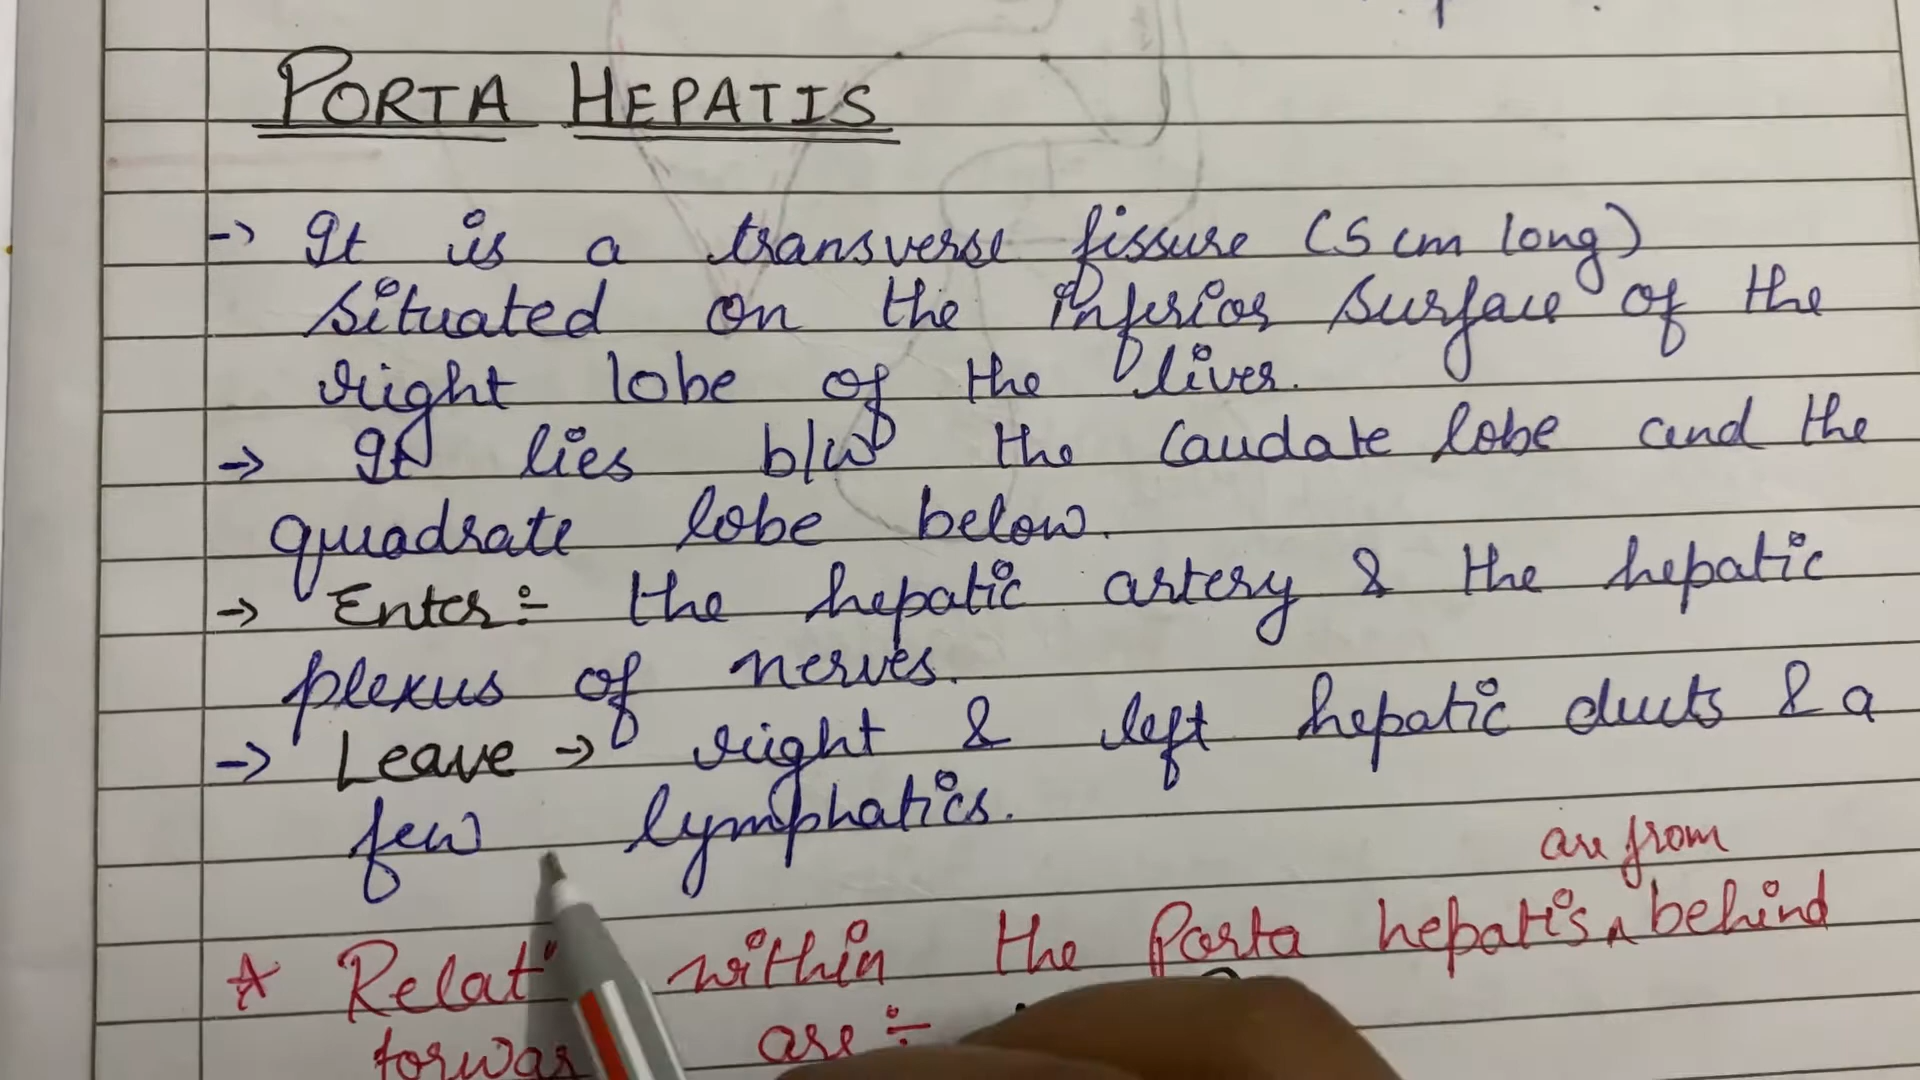 PORTA HEPATIS
-> It is a transverse fissure (5 cm long)
situated on the inferior surface of the
right lobe of the liver.
-> It lies b/w the caudate lobe and the
quadrate lobe below.
-> Enter:- the hepatic artery & the hepatic
plexus of nerves.
-> Leave -> right & left hepatic ducts & a
few lymphatics.
are from
* Relat within the Porta hepatis ^ behind
forwar are :-